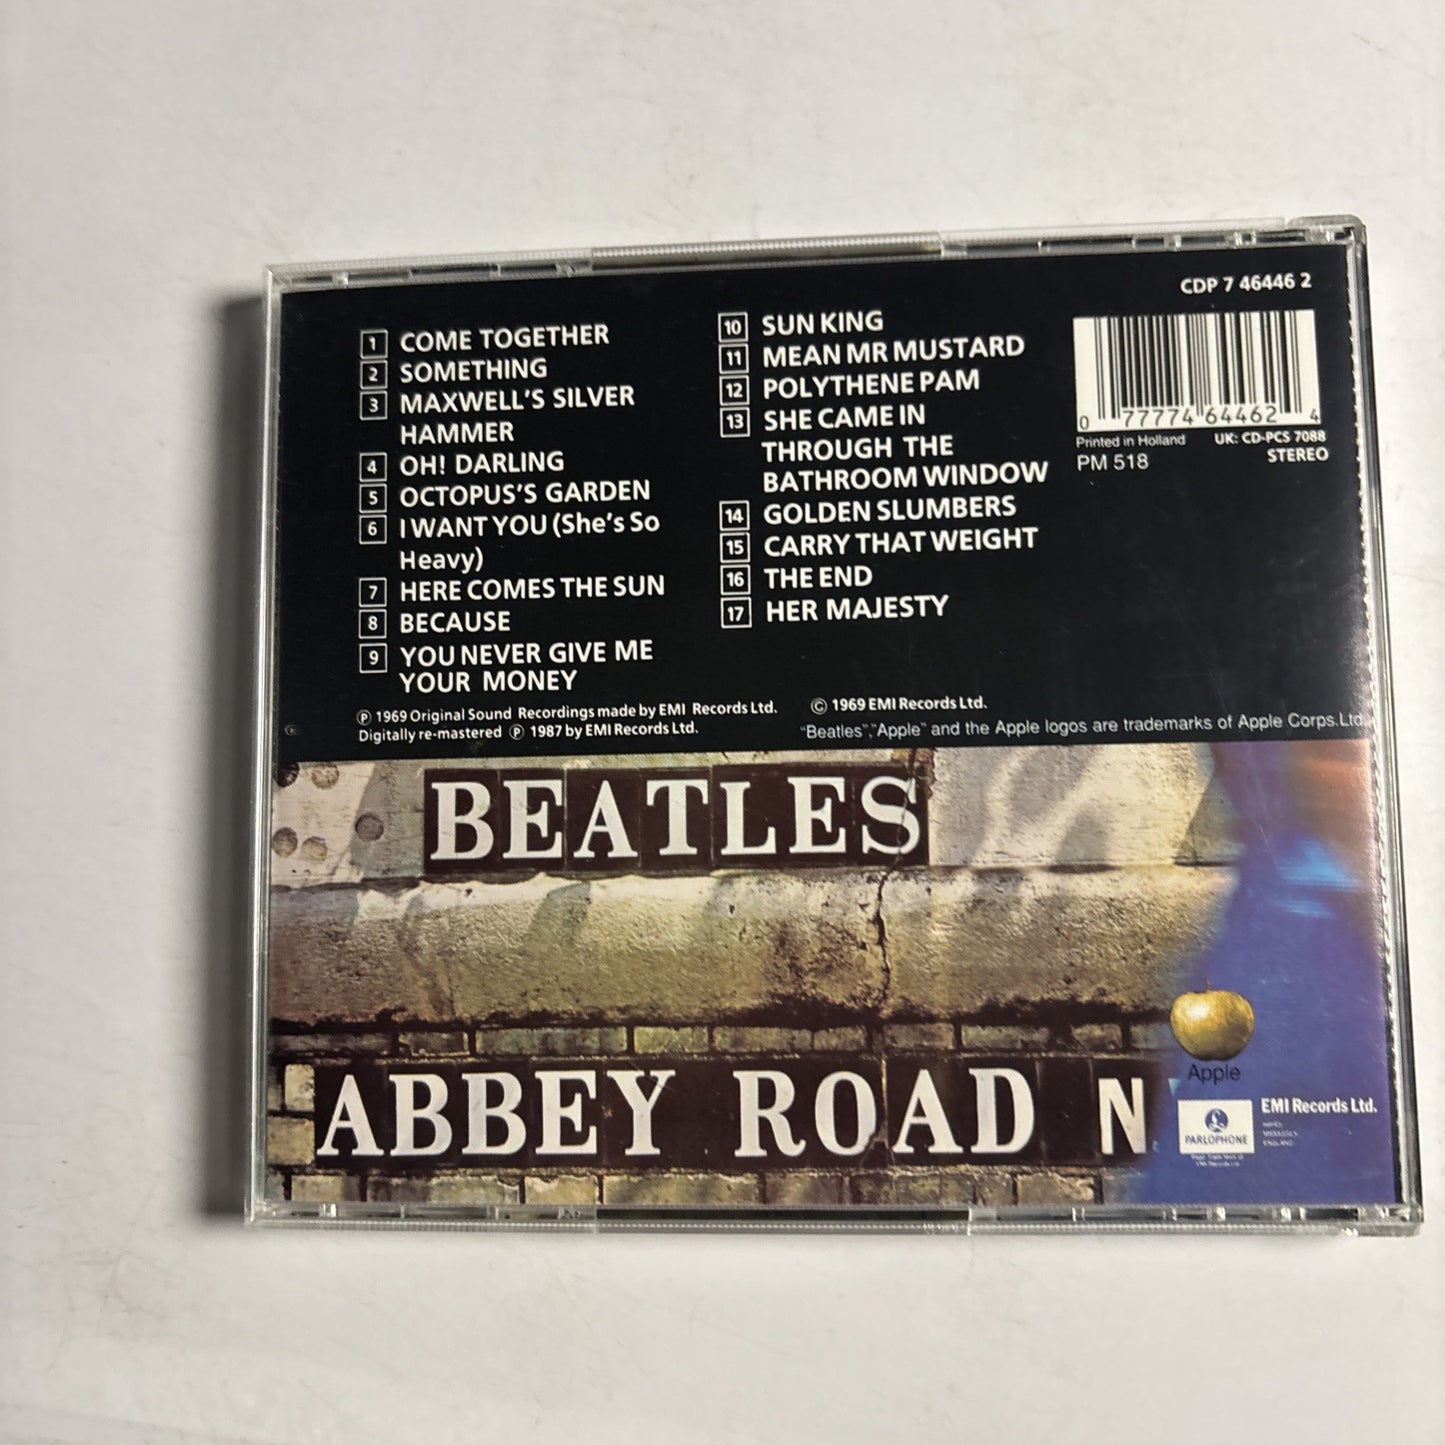 CDP 7 46446 2
1 COME TOGETHER
2 SOMETHING
3 MAXWELL'S SILVER
HAMMER
4 OH! DARLING
5 OCTOPUS'S GARDEN
6 I WANT YOU (She's So
Heavy)
7 HERE COMES THE SUN
8 BECAUSE
9 YOU NEVER GIVE ME
YOUR MONEY
10 SUN KING
11 MEAN MR MUSTARD
12 POLYTHENE PAM
13 SHE CAME IN
THROUGH THE
BATHROOM WINDOW
14 GOLDEN SLUMBERS
15 CARRY THAT WEIGHT
16 THE END
17 HER MAJESTY
0 77774 64462 4
Printed in Holland UK: CD-PCS 7088
PM 518 STEREO
℗ 1969 Original Sound Recordings made by EMI Records Ltd. © 1969 EMI Records Ltd.
Digitally re-mastered ℗ 1987 by EMI Records Ltd. "Beatles","Apple" and the Apple logos are trademarks of Apple Corps.Ltd.
BEATLES
ABBEY ROAD N
Apple
£
PARLOPHONE
EMI Records Ltd.